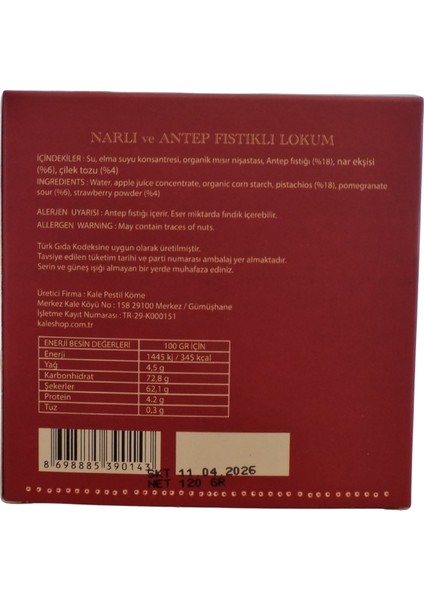 NARLI ve ANTEP FISTIKLI LOKUM
İÇİNDEKİLER : Su, elma suyu konsantresi, organik mısır nişastası, Antep fıstığı (%18), nar ekşisi
(%6), çilek tozu (%4)
INGREDIENTS : Water, apple juice concentrate, organic corn starch, pistachios (%18), pomegranate
sour (%6), strawberry powder (%4)
ALERJEN UYARISI : Antep fıstığı içerir. Eser miktarda fındık içerebilir.
ALLERGEN WARNING : May contain traces of nuts.
Türk Gıda Kodeksine uygun olarak üretilmiştir.
Tavsiye edilen tüketim tarihi ve parti numarası ambalaj yer almaktadır.
Serin ve güneş ışığı almayan bir yerde muhafaza ediniz.
Üretici Firma : Kale Pestil Köme
Merkez Kale Köyü No : 158 29100 Merkez / Gümüşhane
İşletme Kayıt Numarası : TR-29-K000151
kaleshop.com.tr
ENERJİ BESİN DEĞERLERİ 100 GR İÇİN
Enerji 1445 kj / 345 kcal
Yağ 4,5 g
Karbonhidrat 72,8 g
Şekerler 62,1 g
Protein 4,2 g
Tuz 0,3 g
8 698885 390143
SKT 11 04 2026
NET 120 GR